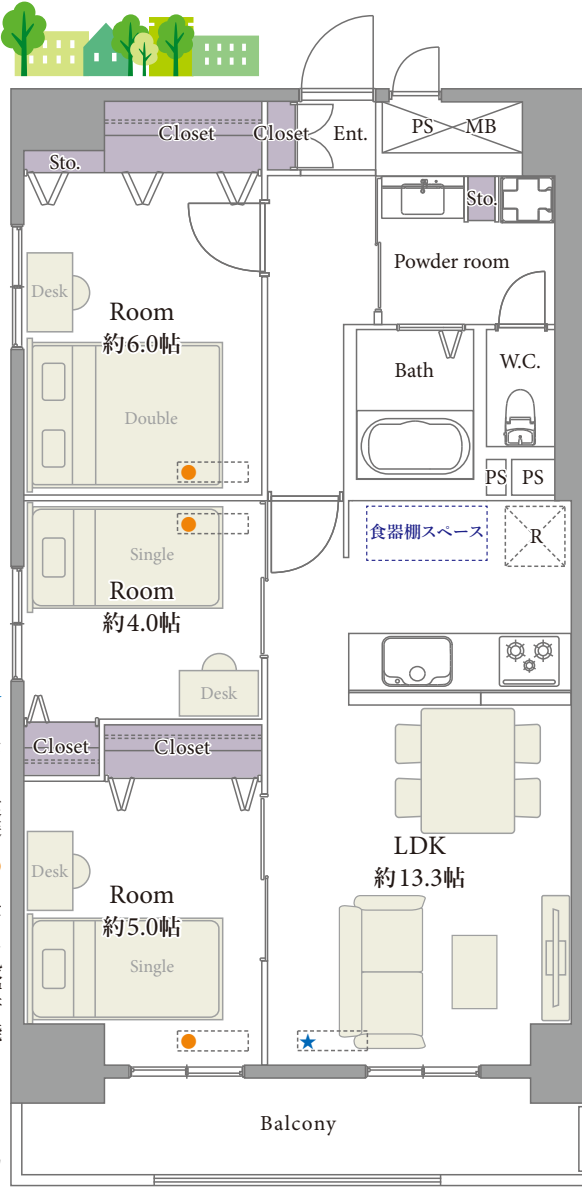 Closet
Closet
Ent.
PS
MB
Sto.
Sto.
Powder room
Desk
Room
約6.0帖
Double
Bath
W.C.
PS
PS
食器棚スペース
R
Single
Room
約4.0帖
Desk
Closet
Closet
LDK
約13.3帖
Desk
Room
約5.0帖
Single
Balcony